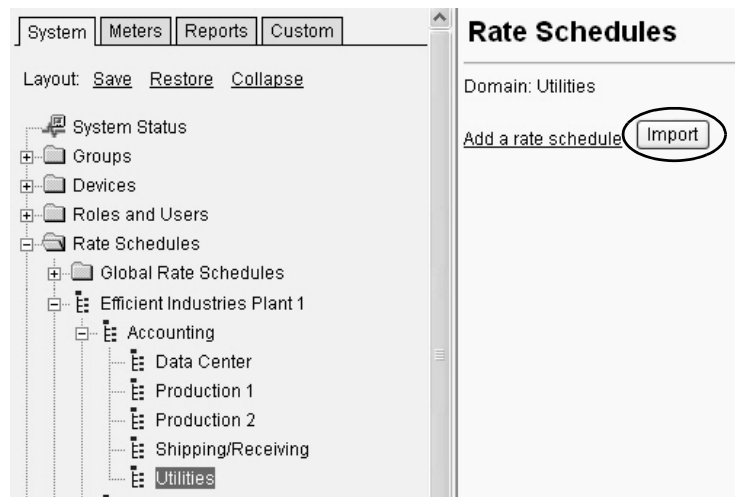 System Meters Reports Custom
Layout: Save Restore Collapse
System Status
Groups
Devices
Roles and Users
Rate Schedules
Global Rate Schedules
Efficient Industries Plant 1
Accounting
Data Center
Production 1
Production 2
Shipping/Receiving
Utilities
Rate Schedules
Domain: Utilities
Add a rate schedule Import